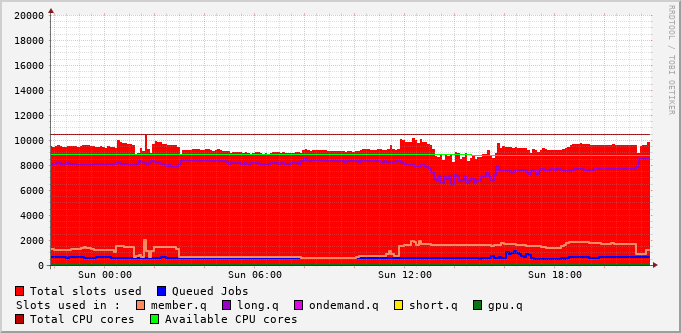 20000
18000
16000
14000
12000
10000
8000
6000
4000
2000
0
Sun 00:00 Sun 06:00 Sun 12:00 Sun 18:00
Total slots used Queued Jobs
Slots used in : member.q long.q ondemand.q short.q gpu.q
Total CPU cores Available CPU cores
RRDTOOL / TOBI OETIKER